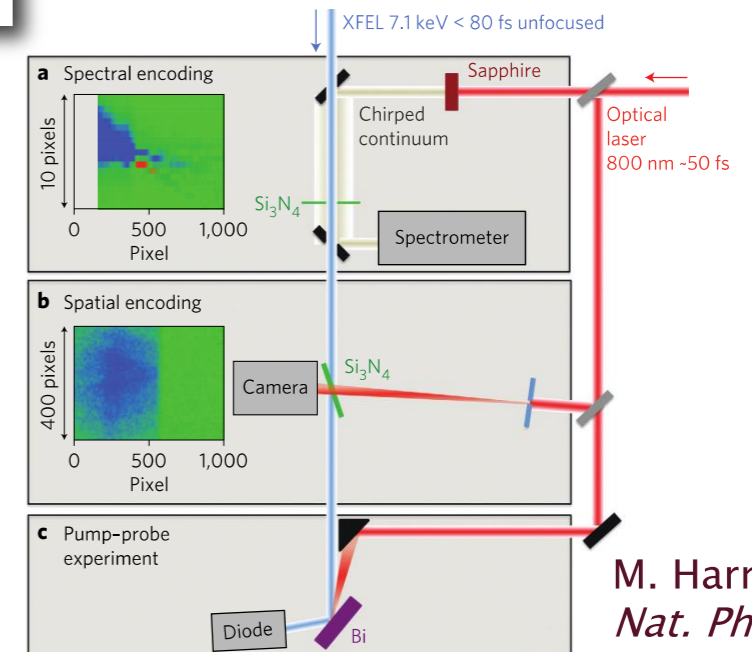 XFEL 7.1 keV < 80 fs unfocused
a Spectral encoding
Sapphire
Chirped
continuum
Optical
laser
800 nm ~50 fs
10 pixels
Si3N4
Spectrometer
0 500 1,000
Pixel
b Spatial encoding
Si3N4
Camera
400 pixels
0 500 1,000
Pixel
c Pump–probe
experiment
Diode
Bi
M. Harr
Nat. Ph